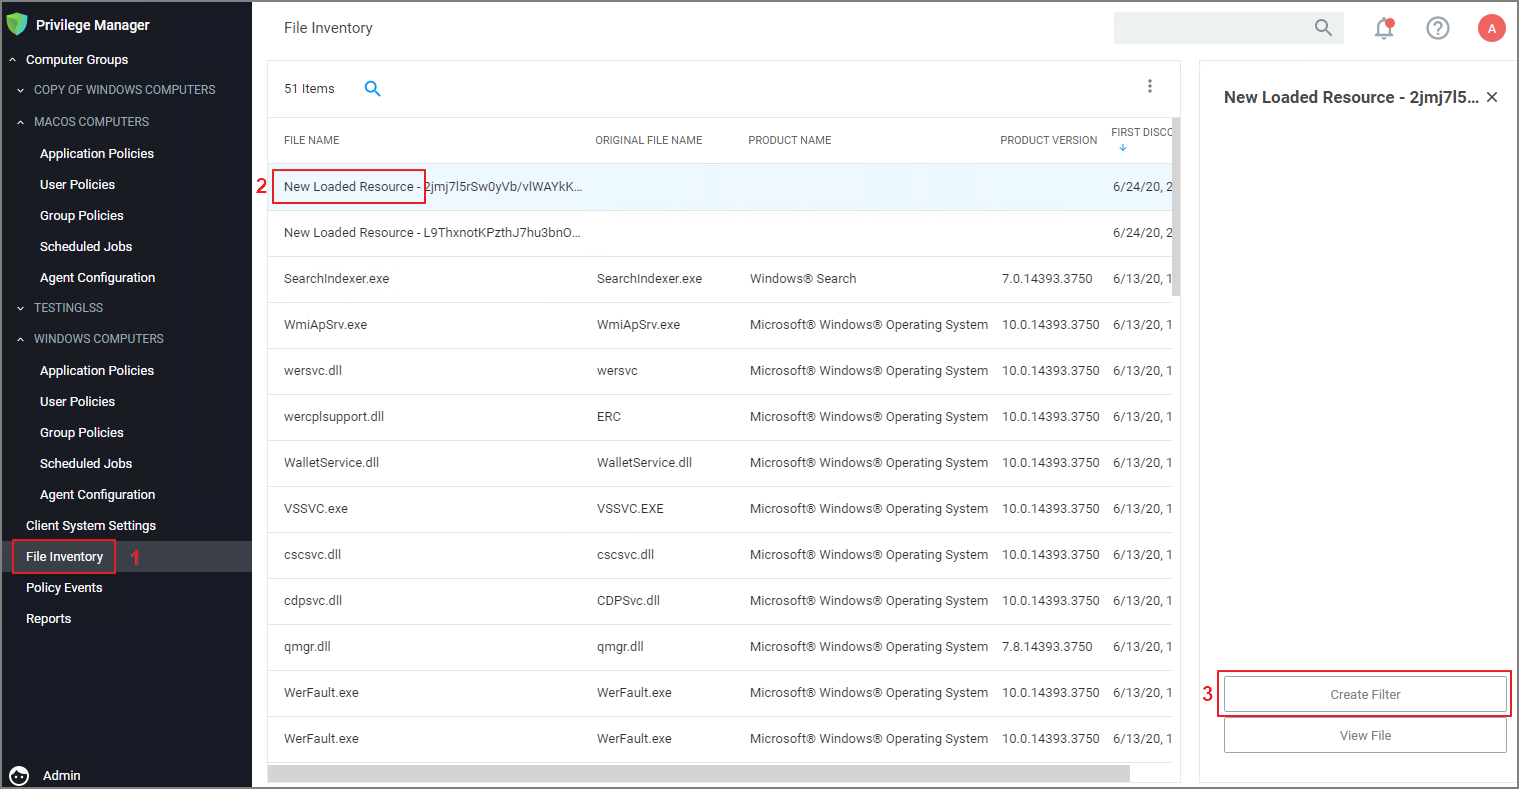 Privilege Manager
Computer Groups
COPY OF WINDOWS COMPUTERS
MACOS COMPUTERS
Application Policies
User Policies
Group Policies
Scheduled Jobs
Agent Configuration
TESTINGLSS
WINDOWS COMPUTERS
Application Policies
User Policies
Group Policies
Scheduled Jobs
Agent Configuration
Client System Settings
File Inventory 1
Policy Events
Reports
Admin
File Inventory
A
51 Items
FILE NAME ORIGINAL FILE NAME PRODUCT NAME PRODUCT VERSION FIRST DISCO
2 New Loaded Resource - 2jmj7l5rSw0yVb/vlWAYkK... 6/24/20, 2
New Loaded Resource - L9ThxnotKPzthJ7hu3bnO... 6/24/20, 2
SearchIndexer.exe SearchIndexer.exe Windows® Search 7.0.14393.3750 6/13/20, 1
WmiApSrv.exe WmiApSrv.exe Microsoft® Windows® Operating System 10.0.14393.3750 6/13/20, 1
wersvc.dll wersvc Microsoft® Windows® Operating System 10.0.14393.3750 6/13/20, 1
wercplsupport.dll ERC Microsoft® Windows® Operating System 10.0.14393.3750 6/13/20, 1
WalletService.dll WalletService.dll Microsoft® Windows® Operating System 10.0.14393.3750 6/13/20, 1
VSSVC.exe VSSVC.EXE Microsoft® Windows® Operating System 10.0.14393.3750 6/13/20, 1
cscsvc.dll cscsvc.dll Microsoft® Windows® Operating System 10.0.14393.3750 6/13/20, 1
cdpsvc.dll CDPSvc.dll Microsoft® Windows® Operating System 10.0.14393.3750 6/13/20, 1
qmgr.dll qmgr.dll Microsoft® Windows® Operating System 7.8.14393.3750 6/13/20, 1
WerFault.exe WerFault.exe Microsoft® Windows® Operating System 10.0.14393.3750 6/13/20, 1
WerFault.exe WerFault.exe Microsoft® Windows® Operating System 10.0.14393.3750 6/13/20, 1
New Loaded Resource - 2jmj7l5...
3 Create Filter
View File